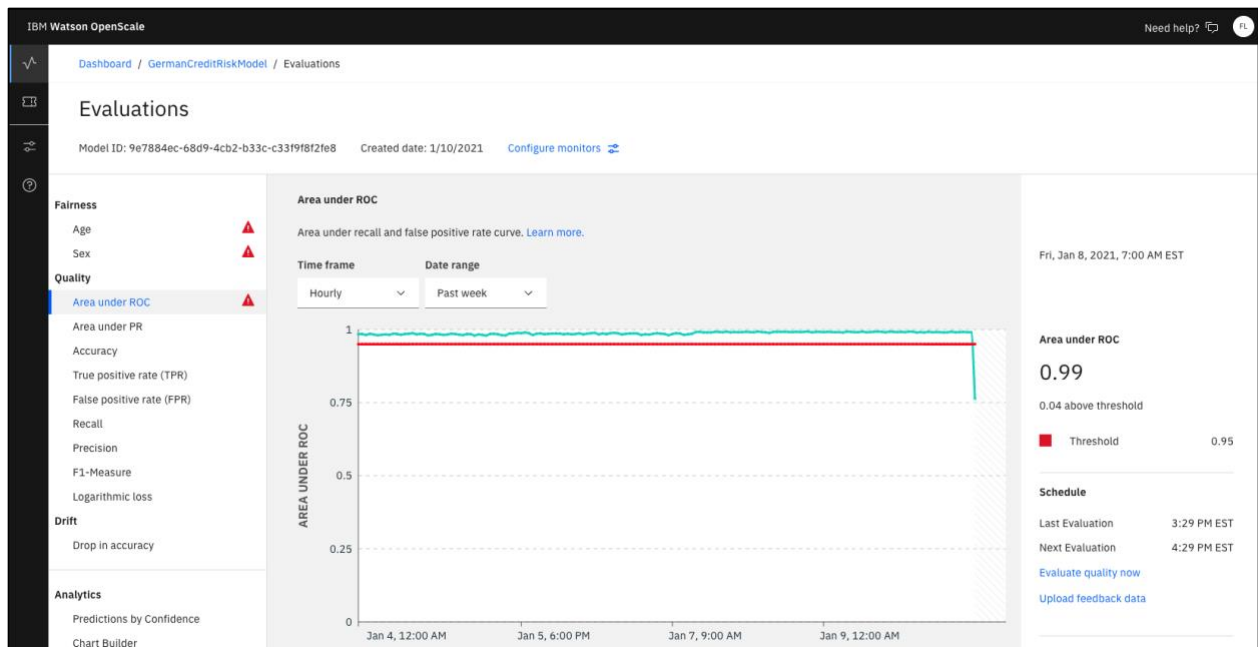 IBM Watson OpenScale
Need help?
FL
Dashboard / GermanCreditRiskModel / Evaluations
Evaluations
Model ID: 9e7884ec-68d9-4cb2-b33c-c33f9f8f2fe8 Created date: 1/10/2021 Configure monitors
Fairness
Age
Sex
Quality
Area under ROC
Area under PR
Accuracy
True positive rate (TPR)
False positive rate (FPR)
Recall
Precision
F1-Measure
Logarithmic loss
Drift
Drop in accuracy
Analytics
Predictions by Confidence
Chart Builder
Area under ROC
Area under recall and false positive rate curve. Learn more.
Time frame Date range
Hourly Past week
AREA UNDER ROC
1
0.75
0.5
0.25
0
Jan 4, 12:00 AM Jan 5, 6:00 PM Jan 7, 9:00 AM Jan 9, 12:00 AM
Fri, Jan 8, 2021, 7:00 AM EST
Area under ROC
0.99
0.04 above threshold
Threshold 0.95
Schedule
Last Evaluation 3:29 PM EST
Next Evaluation 4:29 PM EST
Evaluate quality now
Upload feedback data